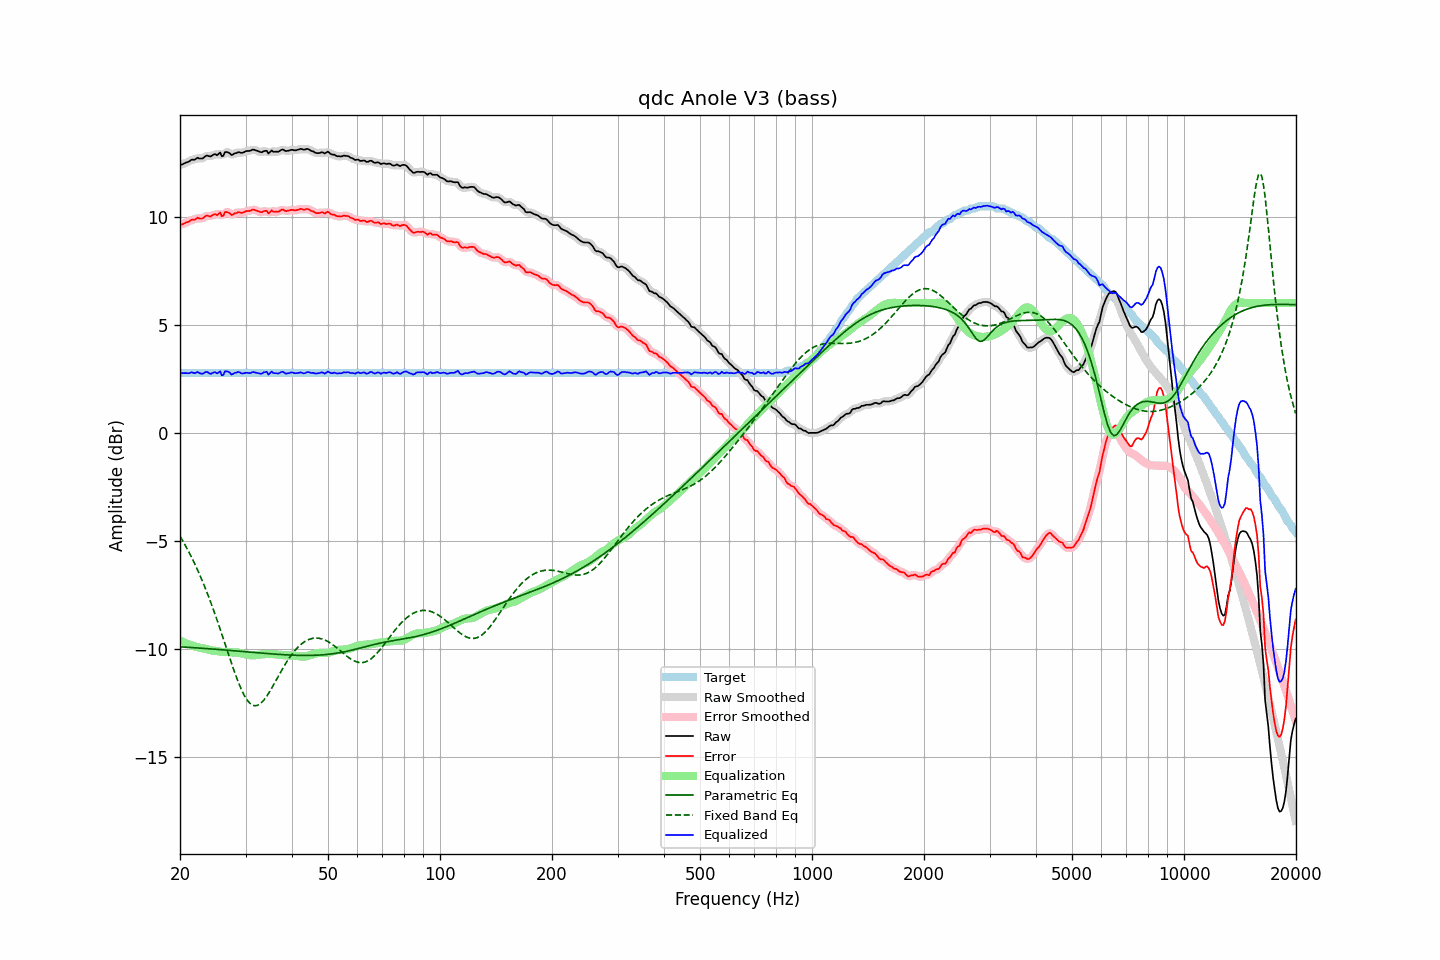 qdc Anole V3 (bass)
Amplitude (dBr)
10
5
0
−5
−10
−15
Target
Raw Smoothed
Error Smoothed
Raw
Error
Equalization
Parametric Eq
Fixed Band Eq
Equalized
20 50 100 200 500 1000 2000 5000 10000 20000
Frequency (Hz)